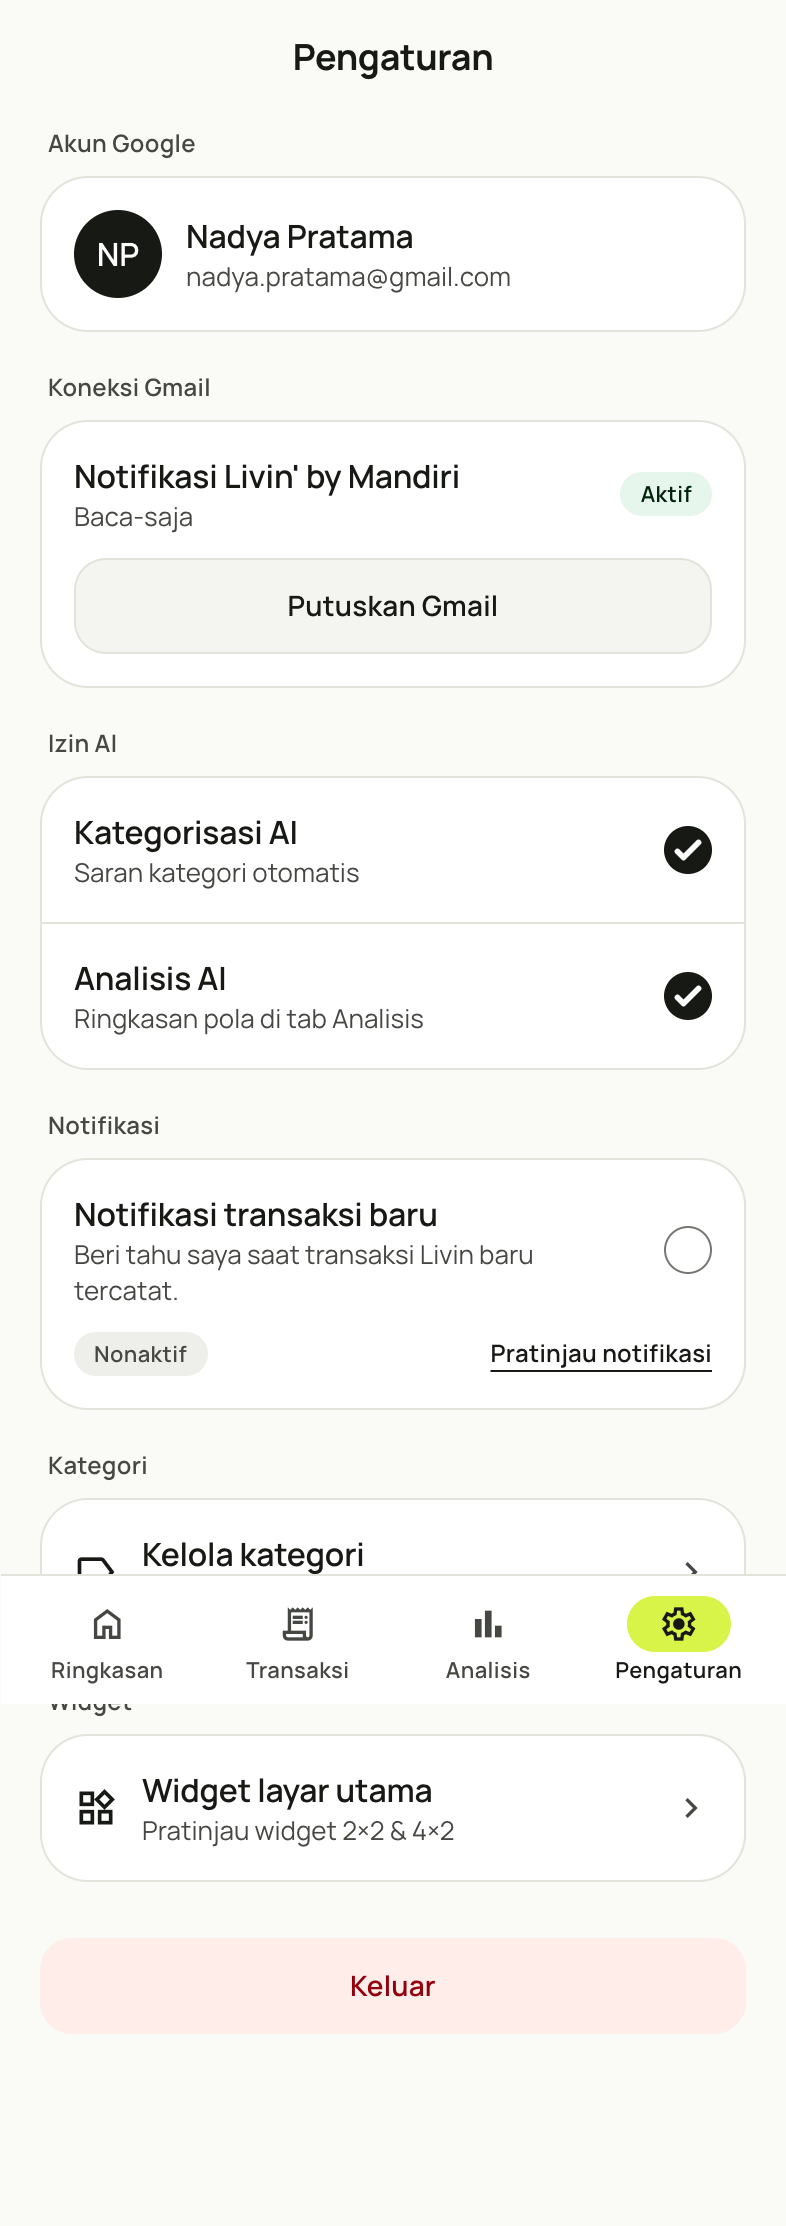 Pengaturan
Akun Google
NP
Nadya Pratama
nadya.pratama@gmail.com
Koneksi Gmail
Notifikasi Livin' by Mandiri
Baca-saja
Aktif
Putuskan Gmail
Izin AI
Kategorisasi AI
Saran kategori otomatis
Analisis AI
Ringkasan pola di tab Analisis
Notifikasi
Notifikasi transaksi baru
Beri tahu saya saat transaksi Livin baru
tercatat.
Nonaktif
Pratinjau notifikasi
Kategori
Kelola kategori
Ringkasan
Transaksi
Analisis
Pengaturan
Widget
Widget layar utama
Pratinjau widget 2×2 & 4×2
Keluar